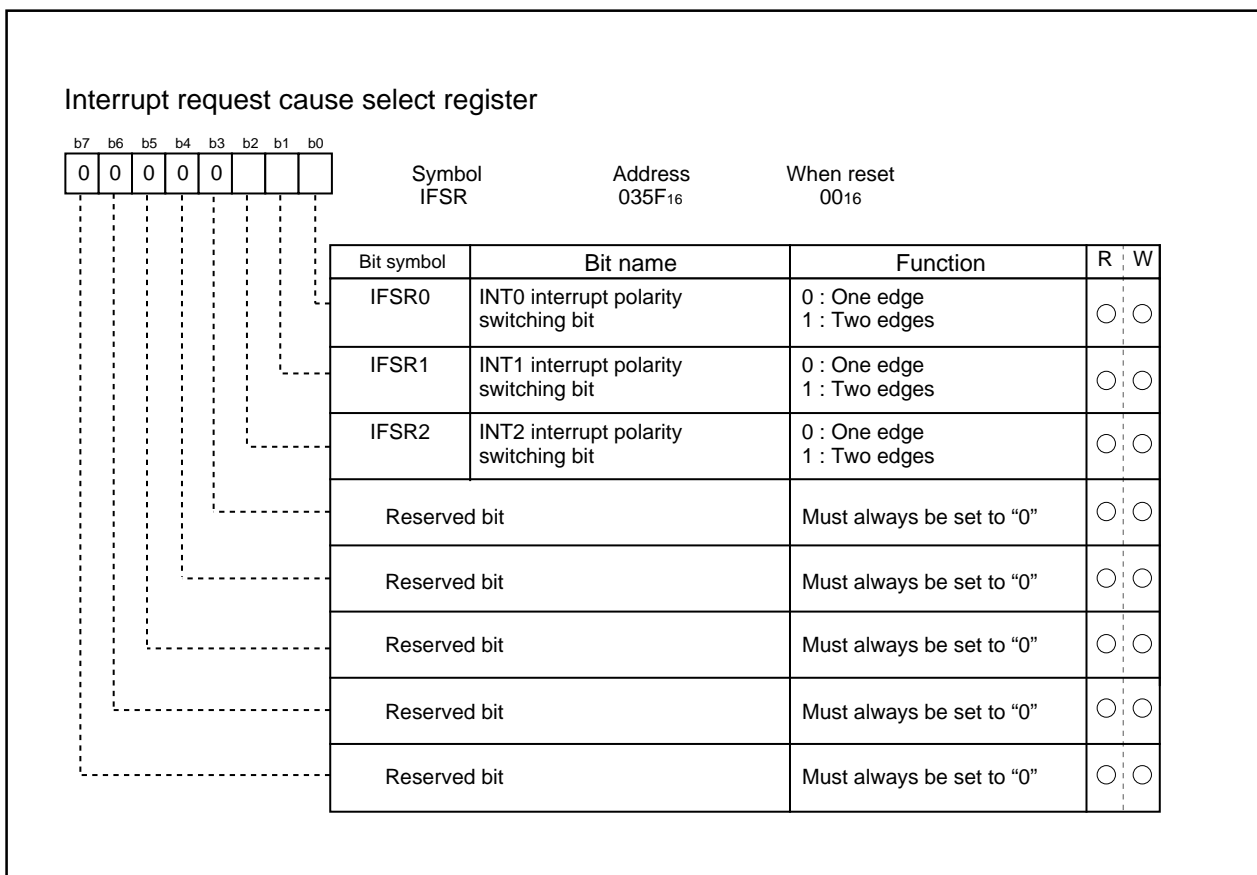 Interrupt request cause select register
b7 b6 b5 b4 b3 b2 b1 b0
0 0 0 0 0
Symbol Address When reset
IFSR 035F16 0016
Bit symbol Bit name Function R W
IFSR0 INT0 interrupt polarity 0 : One edge
switching bit 1 : Two edges
IFSR1 INT1 interrupt polarity 0 : One edge
switching bit 1 : Two edges
IFSR2 INT2 interrupt polarity 0 : One edge
switching bit 1 : Two edges
Reserved bit Must always be set to “0”
Reserved bit Must always be set to “0”
Reserved bit Must always be set to “0”
Reserved bit Must always be set to “0”
Reserved bit Must always be set to “0”